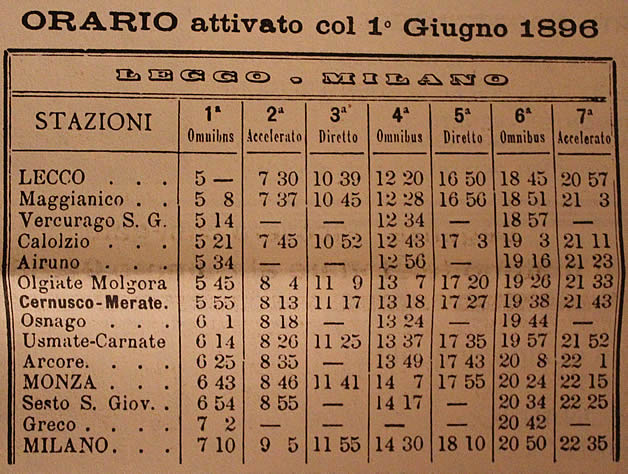 ORARIO attivato col 1° Giugno 1896
LECCO - MILANO
STAZIONI 1ª Omnibus 2ª Accelerato 3ª Diretto 4ª Omnibus 5ª Diretto 6ª Omnibus 7ª Accelerato
LECCO . . . 5 — 7 30 10 39 12 20 16 50 18 45 20 57
Maggianico . . 5 8 7 37 10 45 12 28 16 56 18 51 21 3
Vercurago S. G. 5 14 — — 12 34 — 18 57 —
Calolzio . . . 5 21 7 45 10 52 12 43 17 3 19 3 21 11
Airuno . . . 5 34 — — 12 56 — 19 16 21 23
Olgiate Molgora 5 45 8 4 11 9 13 7 17 20 19 26 21 33
Cernusco-Merate. 5 55 8 13 11 17 13 18 17 27 19 38 21 43
Osnago . . . 6 1 8 18 — 13 24 — 19 44 —
Usmate-Carnate 6 14 8 26 11 25 13 37 17 35 19 57 21 52
Arcore. . . . 6 25 8 35 — 13 49 17 43 20 8 22 1
MONZA . . . 6 43 8 46 11 41 14 7 17 55 20 24 22 15
Sesto S. Giov. . 6 54 8 55 — 14 17 — 20 34 22 25
Greco . . . . 7 2 — — — — 20 42 —
MILANO. . . 7 10 9 5 11 55 14 30 18 10 20 50 22 35